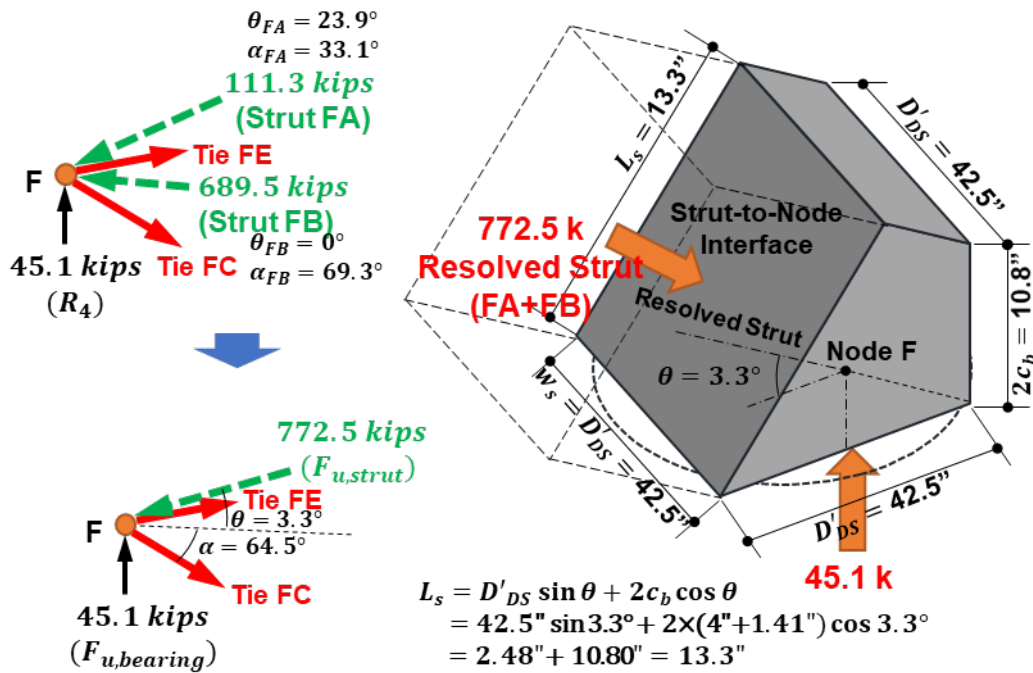 θ_FA = 23.9°
α_FA = 33.1°
111.3 kips
(Strut FA)
Tie FE
F
689.5 kips
(Strut FB)
θ_FB = 0°
α_FB = 69.3°
Tie FC
45.1 kips
(R_4)
772.5 kips
(F_u,strut)
Tie FE
θ = 3.3°
F
α = 64.5°
Tie FC
45.1 kips
(F_u,bearing)
L_s = 13.3”
D'_DS = 42.5”
Strut-to-Node
Interface
772.5 k
Resolved Strut
(FA+FB)
Resolved Strut
Node F
θ = 3.3°
2c_b = 10.8”
w_s = D'_DS = 42.5”
D'_DS = 42.5”
45.1 k
L_s = D'_DS sin θ + 2c_b cos θ
= 42.5" sin3.3° + 2×(4"+1.41") cos 3.3°
= 2.48"+ 10.80" = 13.3"